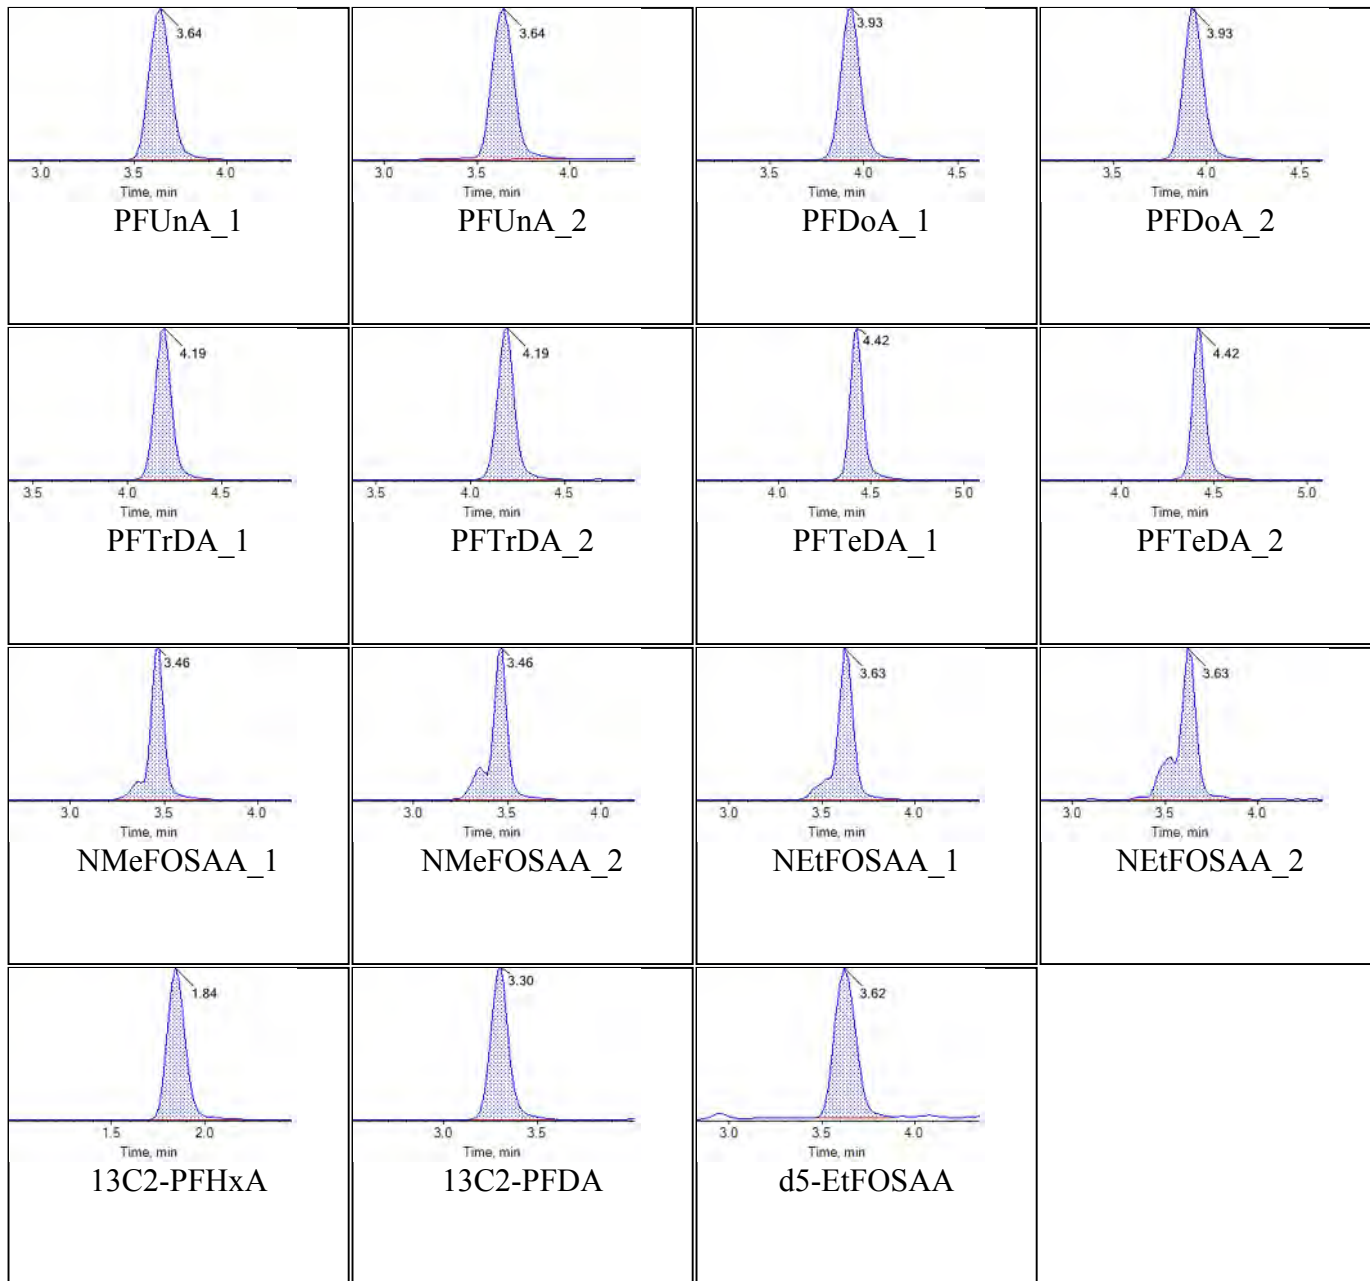 3.64
3.0 3.5 4.0
Time, min
PFUnA_1
3.64
3.0 3.5 4.0
Time, min
PFUnA_2
3.93
3.5 4.0 4.5
Time, min
PFDoA_1
3.93
3.5 4.0 4.5
Time, min
PFDoA_2
4.19
3.5 4.0 4.5
Time, min
PFTrDA_1
4.19
3.5 4.0 4.5
Time, min
PFTrDA_2
4.42
4.0 4.5 5.0
Time, min
PFTeDA_1
4.42
4.0 4.5 5.0
Time, min
PFTeDA_2
3.46
3.0 3.5 4.0
Time, min
NMeFOSAA_1
3.46
3.0 3.5 4.0
Time, min
NMeFOSAA_2
3.63
3.0 3.5 4.0
Time, min
NEtFOSAA_1
3.63
3.0 3.5 4.0
Time, min
NEtFOSAA_2
1.84
1.5 2.0
Time, min
13C2-PFHxA
3.30
3.0 3.5
Time, min
13C2-PFDA
3.62
3.0 3.5 4.0
Time, min
d5-EtFOSAA